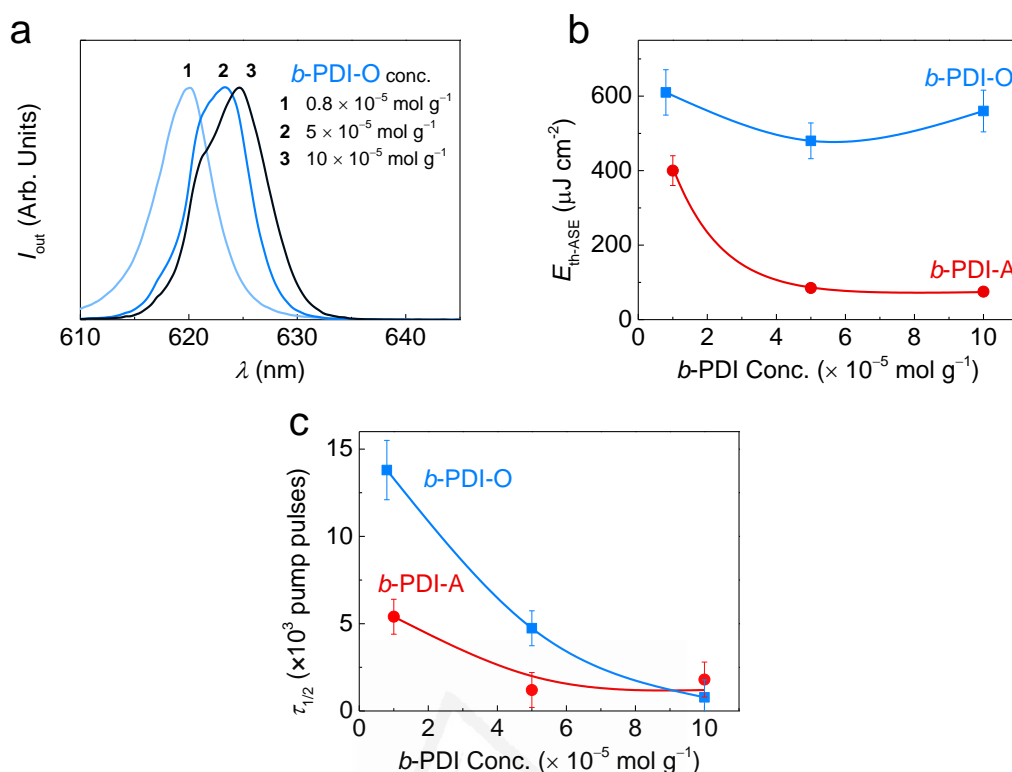 a
1 2 3
b-PDI-O conc.
1 0.8 × 10⁻⁵ mol g⁻¹
2 5 × 10⁻⁵ mol g⁻¹
3 10 × 10⁻⁵ mol g⁻¹
I_out (Arb. Units)
610 620 630 640
λ (nm)
b
600
400
200
0
E_th-ASE (μJ cm⁻²)
b-PDI-O
b-PDI-A
0 2 4 6 8 10
b-PDI Conc. (× 10⁻⁵ mol g⁻¹)
c
15
10
5
0
τ_1/2 (×10³ pump pulses)
b-PDI-O
b-PDI-A
0 2 4 6 8 10
b-PDI Conc. (× 10⁻⁵ mol g⁻¹)